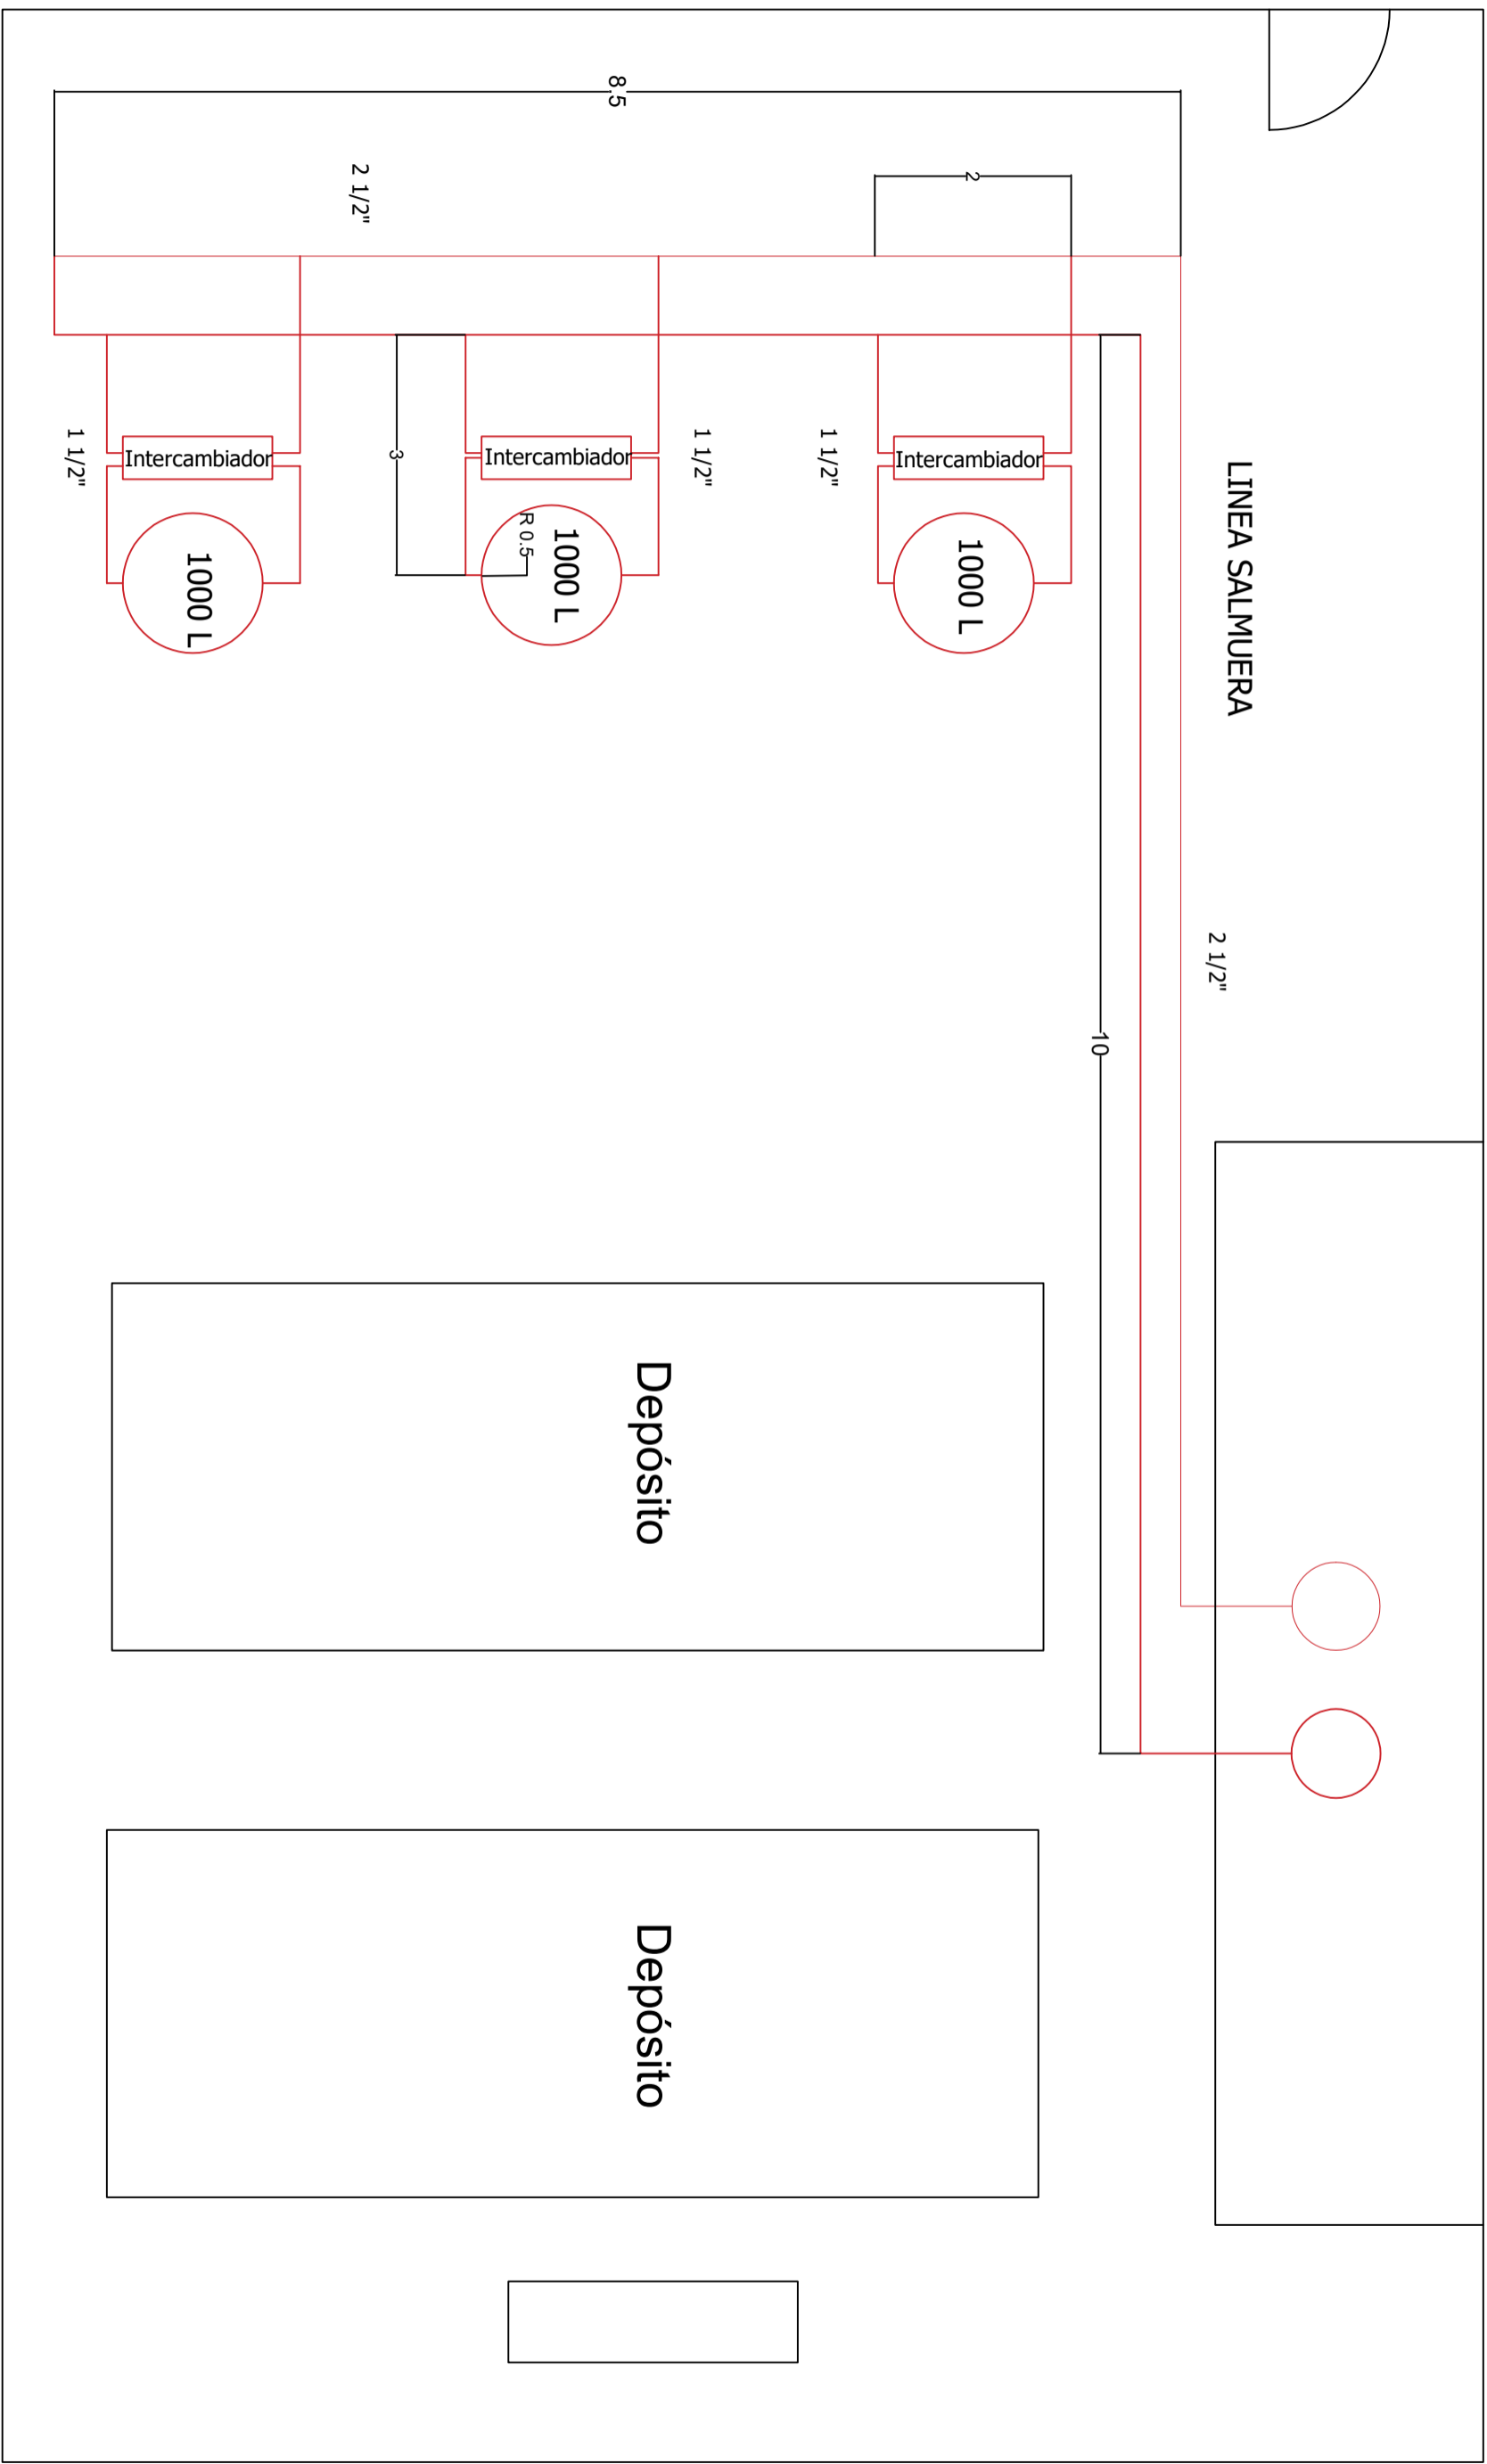 8.5
2 1/2"
2
3
1 1/2"
1 1/2"
1 1/2"
Intercambiador
Intercambiador
Intercambiador
R 0.5
1000 L
1000 L
1000 L
LINEA SALMUERA
2 1/2"
10
Depósito
Depósito